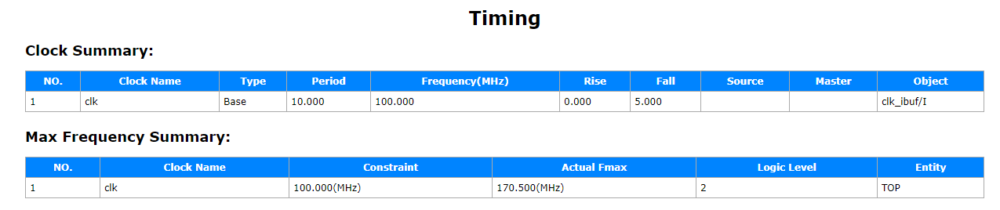 Timing
Clock Summary:
NO. Clock Name Type Period Frequency(MHz) Rise Fall Source Master Object
1 clk Base 10.000 100.000 0.000 5.000 clk_ibuf/I
Max Frequency Summary:
NO. Clock Name Constraint Actual Fmax Logic Level Entity
1 clk 100.000(MHz) 170.500(MHz) 2 TOP